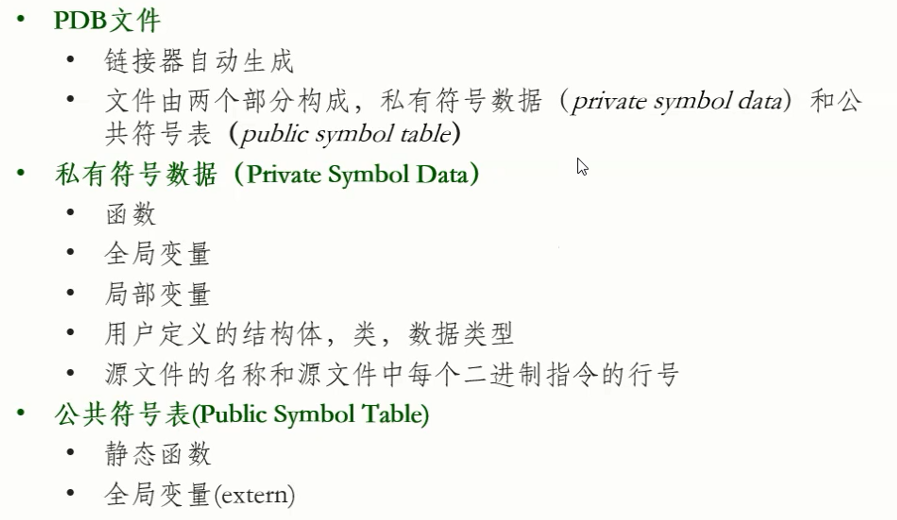 • PDB文件
• 链接器自动生成
• 文件由两个部分构成，私有符号数据（private symbol data）和公
共符号表（public symbol table）
• 私有符号数据（Private Symbol Data）
• 函数
• 全局变量
• 局部变量
• 用户定义的结构体，类，数据类型
• 源文件的名称和源文件中每个二进制指令的行号
• 公共符号表(Public Symbol Table)
• 静态函数
• 全局变量(extern)